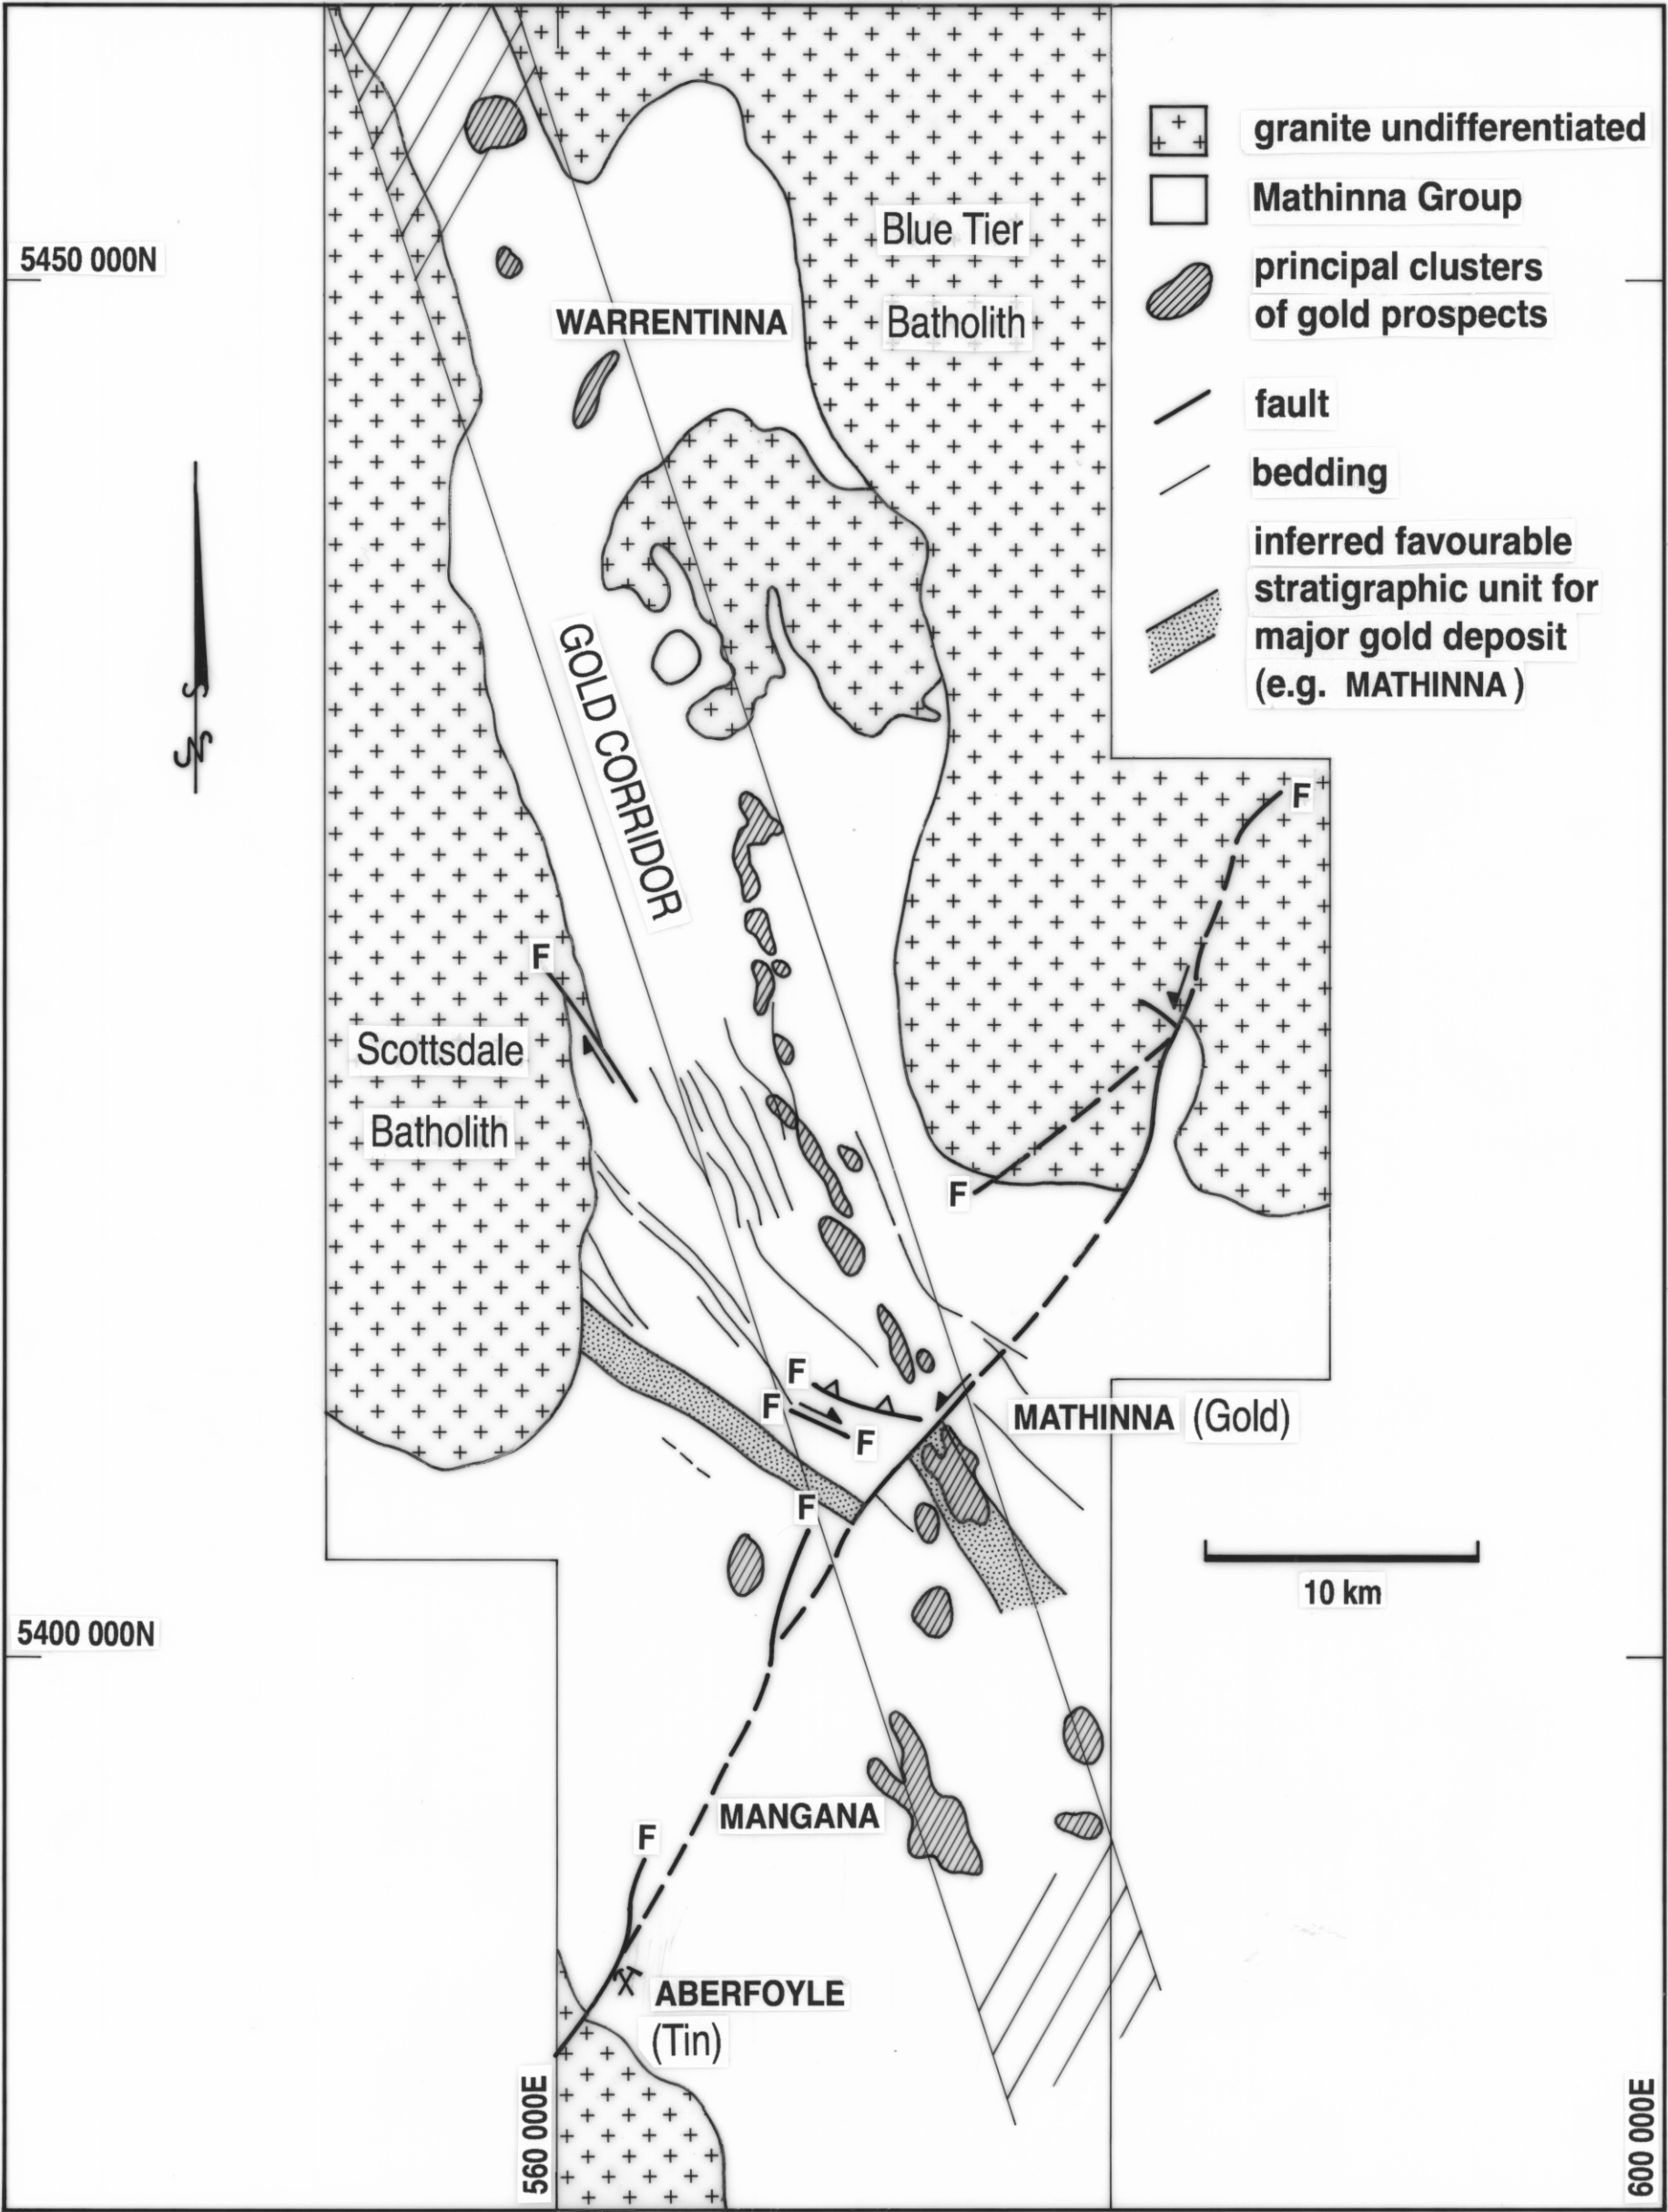 granite undifferentiated
Mathinna Group
principal clusters
of gold prospects
fault
bedding
inferred favourable
stratigraphic unit for
major gold deposit
(e.g. MATHINNA)
5450 000N
Blue Tier
Batholith
WARRENTINNA
GOLD CORRIDOR
F
F
Scottsdale
Batholith
F
F
F
F
MATHINNA (Gold)
F
10 km
5400 000N
MANGANA
F
ABERFOYLE
(Tin)
560 000E
600 000E